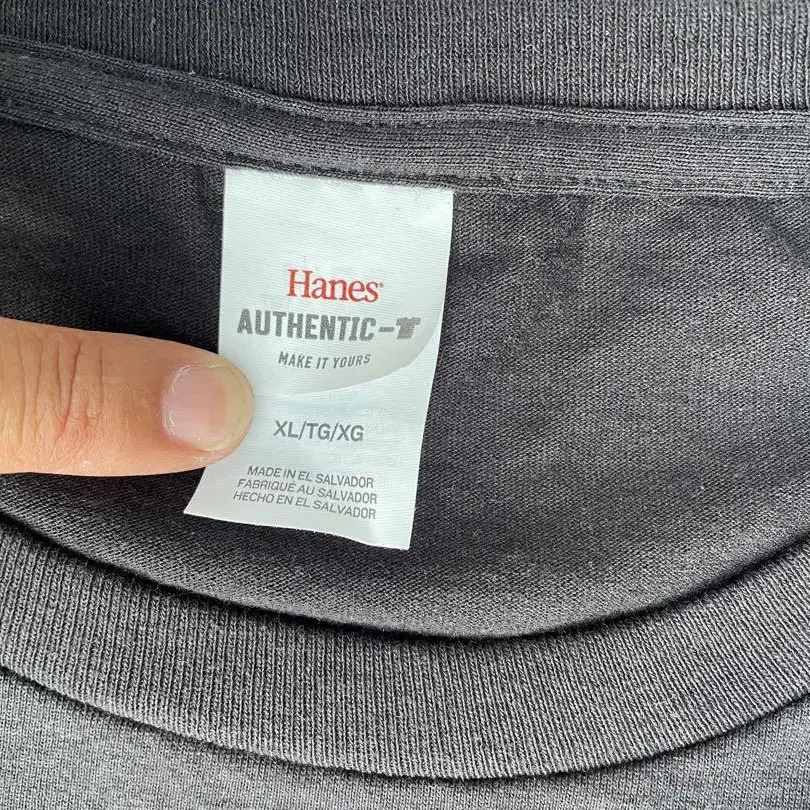 Hanes®
AUTHENTIC-T
MAKE IT YOURS
XL/TG/XG
MADE IN EL SALVADOR
FABRIQUÉ AU SALVADOR
HECHO EN EL SALVADOR